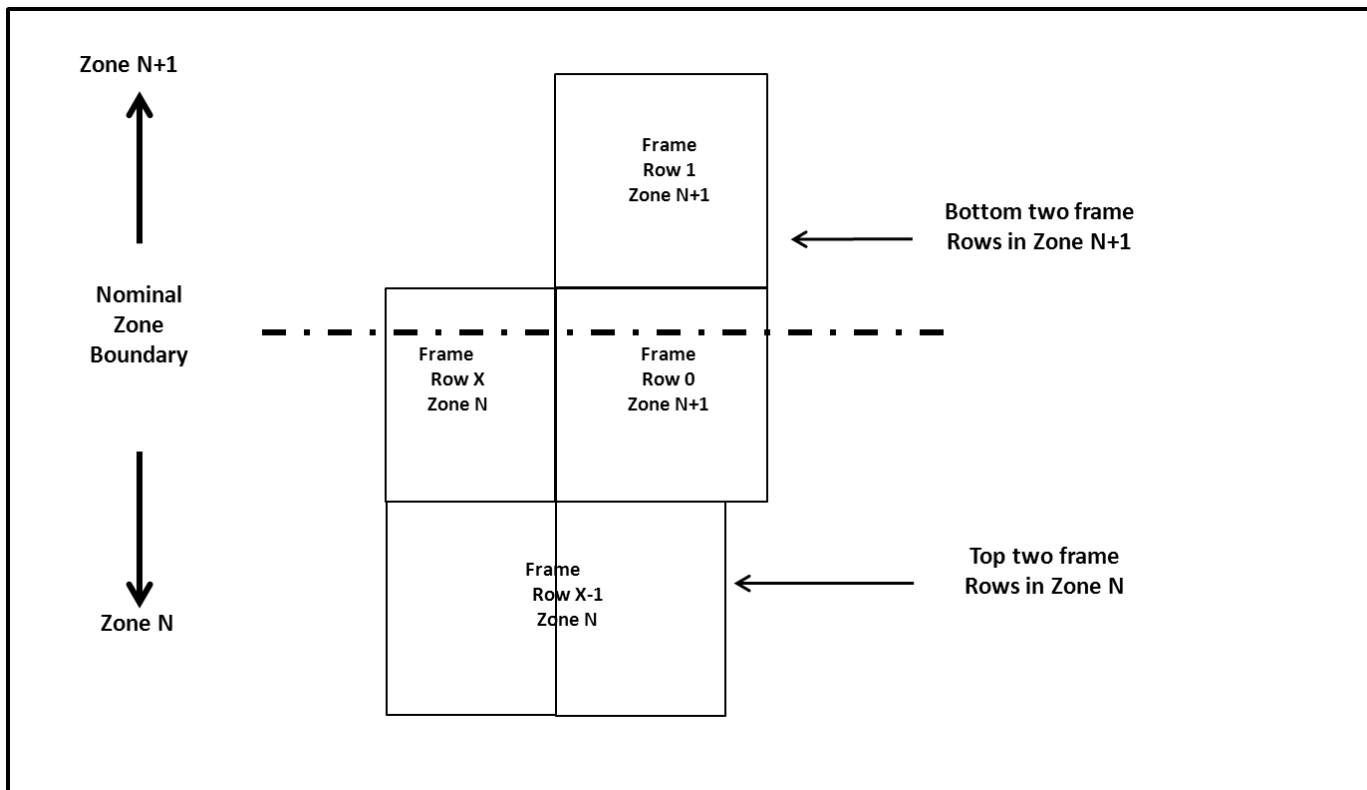 Zone N+1
Frame
Row 1
Zone N+1
Bottom two frame
Rows in Zone N+1
Nominal
Zone
Boundary
Frame
Row X
Zone N
Frame
Row 0
Zone N+1
Top two frame
Rows in Zone N
Frame
Row X-1
Zone N
Zone N